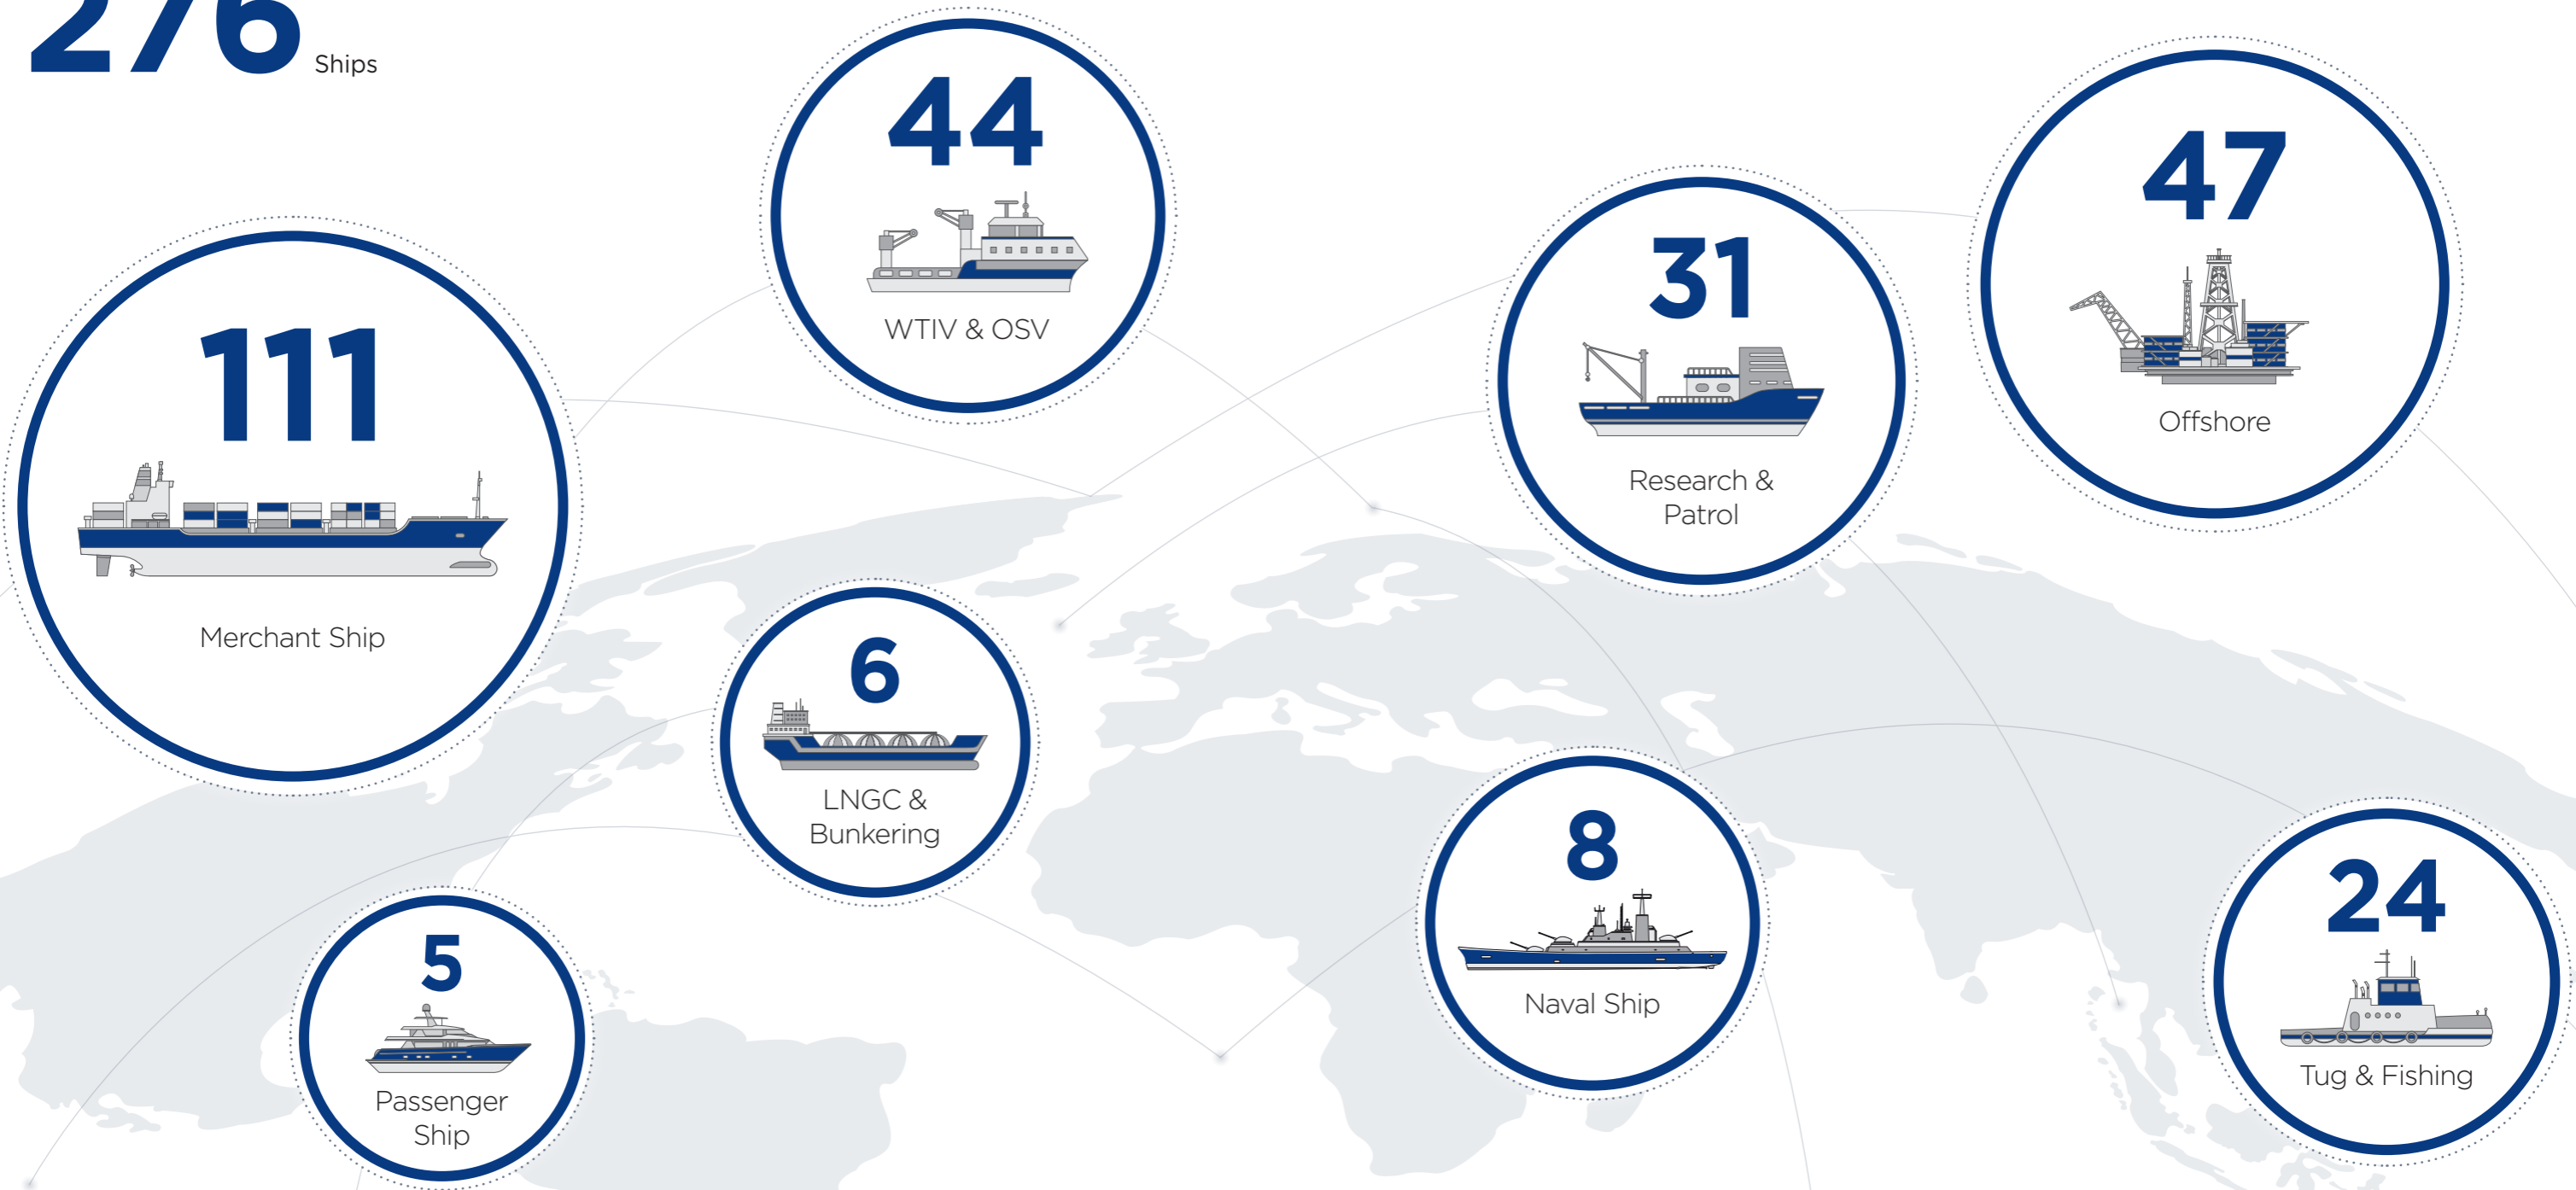 276 Ships
44
WTIV & OSV
47
Offshore
31
Research &
Patrol
111
Merchant Ship
6
LNGC &
Bunkering
8
Naval Ship
24
Tug & Fishing
5
Passenger
Ship